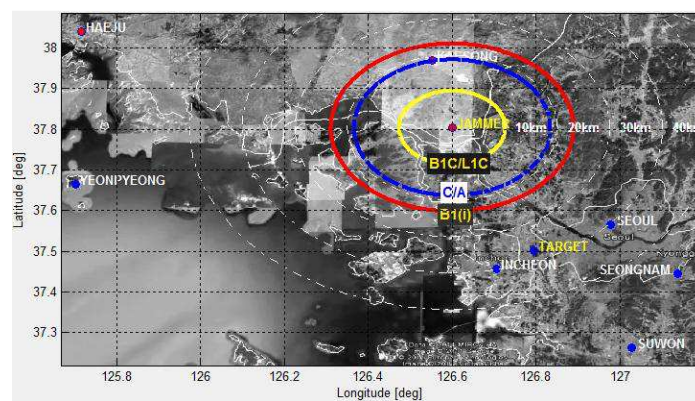 38
37.9
37.8
37.7
37.6
37.5
37.4
37.3
Latitude [deg]
HAEJU
JAMME
10km
20km
30km
B1C/L1C
C/A
B1(i)
YEONPYEONG
SEOUL
Seoul
TARGET
INCHEON
SEONGNAM
SUWON
125.8
126
126.2
126.4
126.6
126.8
127
Longitude [deg]